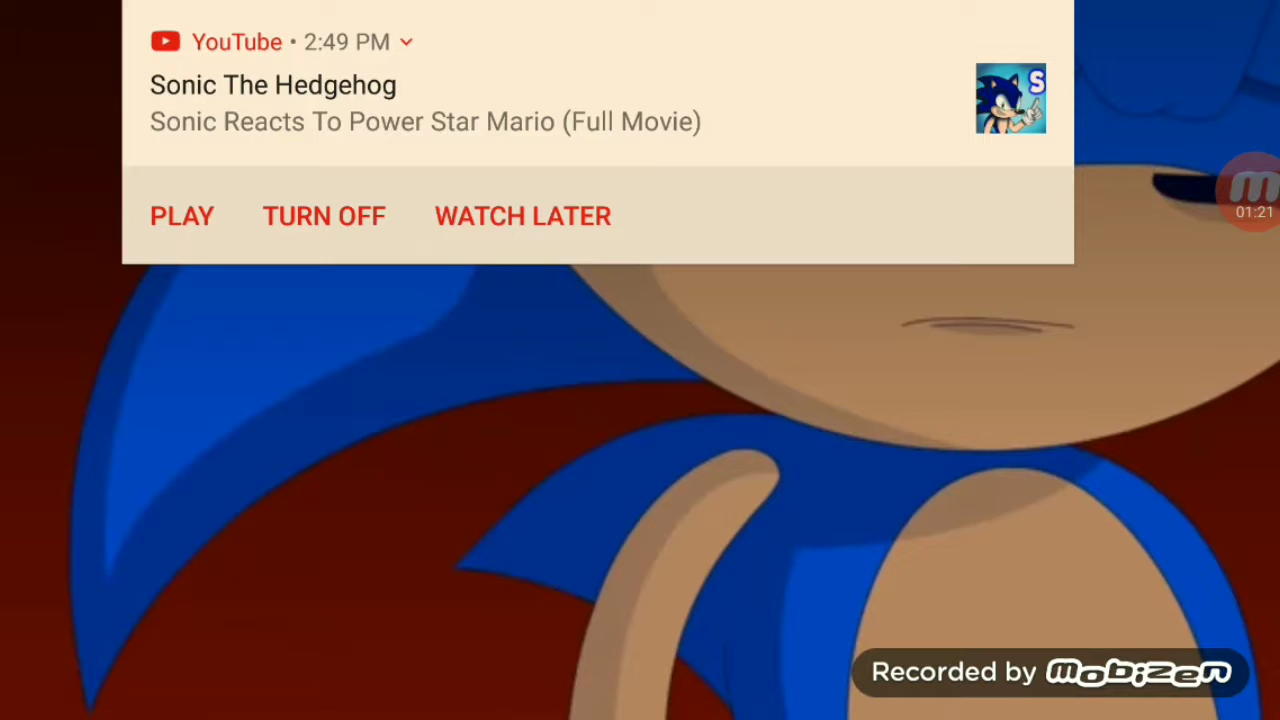 YouTube • 2:49 PM
Sonic The Hedgehog
Sonic Reacts To Power Star Mario (Full Movie)
S
PLAY TURN OFF WATCH LATER
m
01:21
Recorded by mobizen